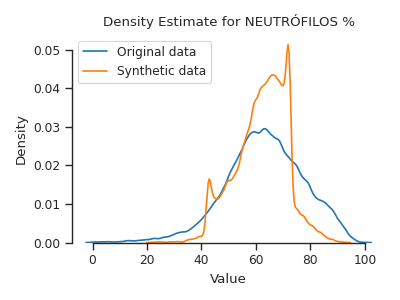 Density Estimate for NEUTRÓFILOS %
Original data
Synthetic data
0.05
0.04
0.03
0.02
0.01
0.00
Density
0 20 40 60 80 100
Value